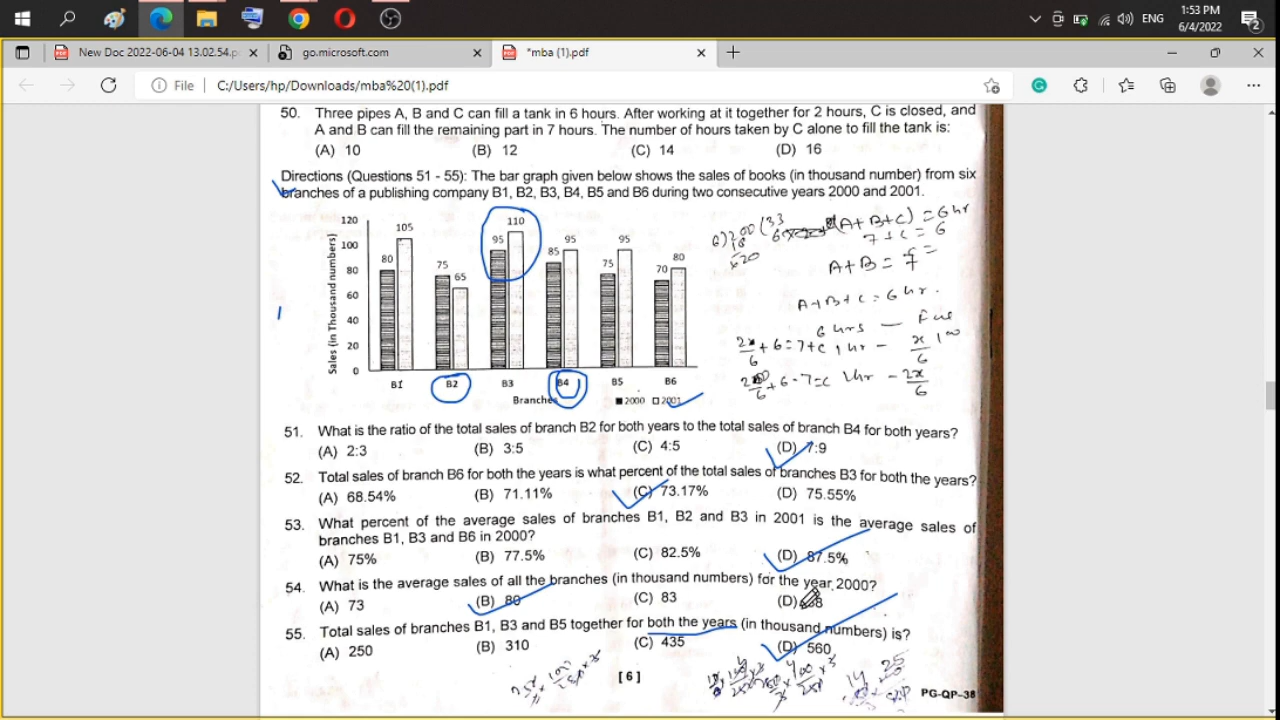 1:53 PM
ENG
6/4/2022
New Doc 2022-06-04 13.02.54.p
go.microsoft.com
*mba (1).pdf
File C:/Users/hp/Downloads/mba%20(1).pdf
50. Three pipes A, B and C can fill a tank in 6 hours. After working at it together for 2 hours, C is closed, and
A and B can fill the remaining part in 7 hours. The number of hours taken by C alone to fill the tank is:
(A) 10 (B) 12 (C) 14 (D) 16
Directions (Questions 51 - 55): The bar graph given below shows the sales of books (in thousand number) from six
branches of a publishing company B1, B2, B3, B4, B5 and B6 during two consecutive years 2000 and 2001.
Sales (in Thousand numbers)
120
100
80
60
40
20
0
80 105
75 65
95 110
85 95
75 95
70 80
B1 B2 B3 B4 B5 B6
Branches
2000 2001
(A+B+C) = 6 hr
7+C = 6
A+B = 7 =
A+B+C = 6 hr.
6 hrs
1 hr
51. What is the ratio of the total sales of branch B2 for both years to the total sales of branch B4 for both years?
(A) 2:3 (B) 3:5 (C) 4:5 (D) 7:9
52. Total sales of branch B6 for both the years is what percent of the total sales of branches B3 for both the years?
(A) 68.54% (B) 71.11% (C) 73.17% (D) 75.55%
53. What percent of the average sales of branches B1, B2 and B3 in 2001 is the average sales of
branches B1, B3 and B6 in 2000?
(A) 75% (B) 77.5% (C) 82.5% (D) 87.5%
54. What is the average sales of all the branches (in thousand numbers) for the year 2000?
(A) 73 (B) 80 (C) 83 (D)
55. Total sales of branches B1, B3 and B5 together for both the years (in thousand numbers) is?
(A) 250 (B) 310 (C) 435 (D) 560
[6]
PG-QP-38